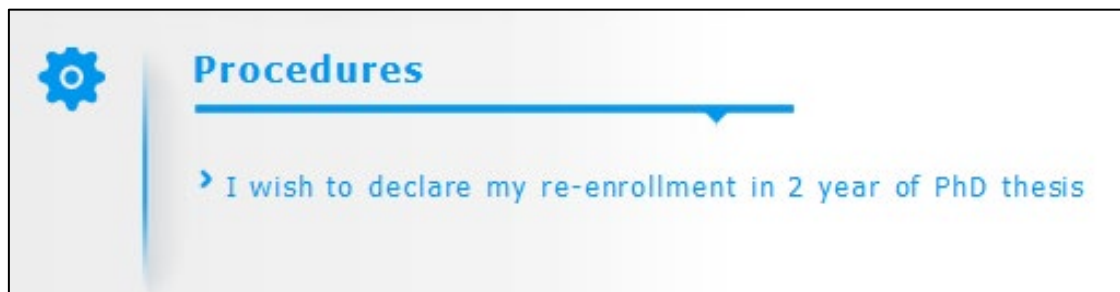 Procedures
I wish to declare my re-enrollment in 2 year of PhD thesis